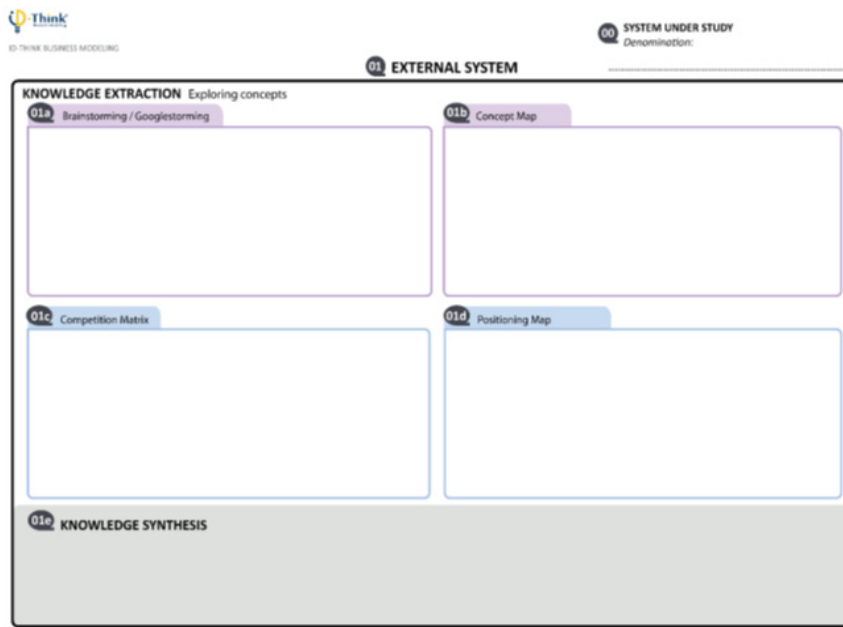 iD-Think
ID-THINK BUSINESS MODELING
00 SYSTEM UNDER STUDY
Denomination:
01 EXTERNAL SYSTEM
KNOWLEDGE EXTRACTION Exploring concepts
01a Brainstorming / Googlestorming
01b Concept Map
01c Competition Matrix
01d Positioning Map
01e KNOWLEDGE SYNTHESIS